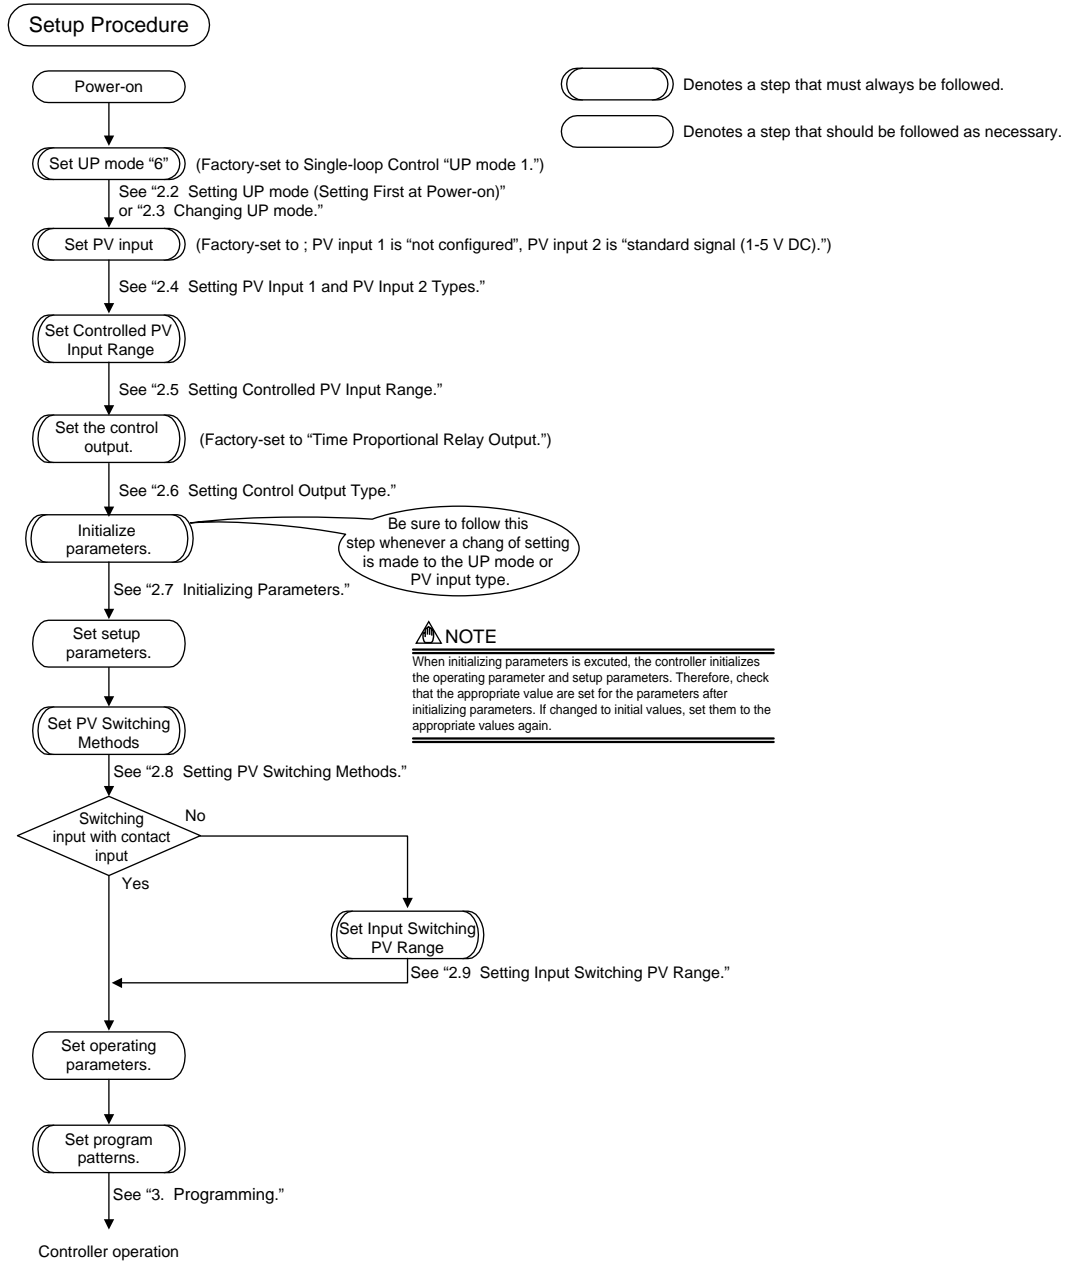 Setup Procedure
Power-on
Denotes a step that must always be followed.
Denotes a step that should be followed as necessary.
Set UP mode “6”
(Factory-set to Single-loop Control “UP mode 1.”)
See “2.2 Setting UP mode (Setting First at Power-on)”
or “2.3 Changing UP mode.”
Set PV input
(Factory-set to ; PV input 1 is “not configured”, PV input 2 is “standard signal (1-5 V DC).”)
See “2.4 Setting PV Input 1 and PV Input 2 Types.”
Set Controlled PV
Input Range
See “2.5 Setting Controlled PV Input Range.”
Set the control
output.
(Factory-set to “Time Proportional Relay Output.”)
See “2.6 Setting Control Output Type.”
Initialize
parameters.
Be sure to follow this
step whenever a chang of setting
is made to the UP mode or
PV input type.
See “2.7 Initializing Parameters.”
Set setup
parameters.
NOTE
When initializing parameters is excuted, the controller initializes
the operating parameter and setup parameters. Therefore, check
that the appropriate value are set for the parameters after
initializing parameters. If changed to initial values, set them to the
appropriate values again.
Set PV Switching
Methods
See “2.8 Setting PV Switching Methods.”
Switching
input with contact
input
No
Yes
Set Input Switching
PV Range
See “2.9 Setting Input Switching PV Range.”
Set operating
parameters.
Set program
patterns.
See “3. Programming.”
Controller operation